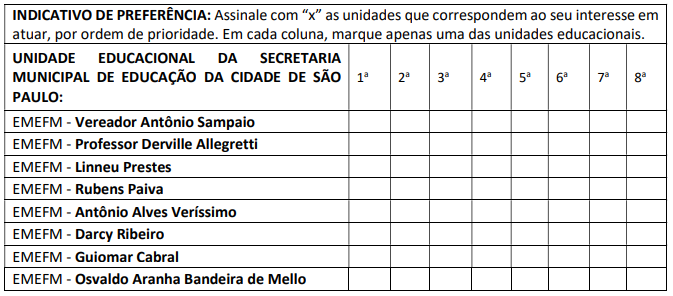 INDICATIVO DE PREFERÊNCIA: Assinale com “x” as unidades que correspondem ao seu interesse em
atuar, por ordem de prioridade. Em cada coluna, marque apenas uma das unidades educacionais.
UNIDADE EDUCACIONAL DA SECRETARIA
MUNICIPAL DE EDUCAÇÃO DA CIDADE DE SÃO
PAULO:
1ª 2ª 3ª 4ª 5ª 6ª 7ª 8ª
EMEFM - Vereador Antônio Sampaio
EMEFM - Professor Derville Allegretti
EMEFM - Linneu Prestes
EMEFM - Rubens Paiva
EMEFM - Antônio Alves Veríssimo
EMEFM - Darcy Ribeiro
EMEFM - Guiomar Cabral
EMEFM - Osvaldo Aranha Bandeira de Mello